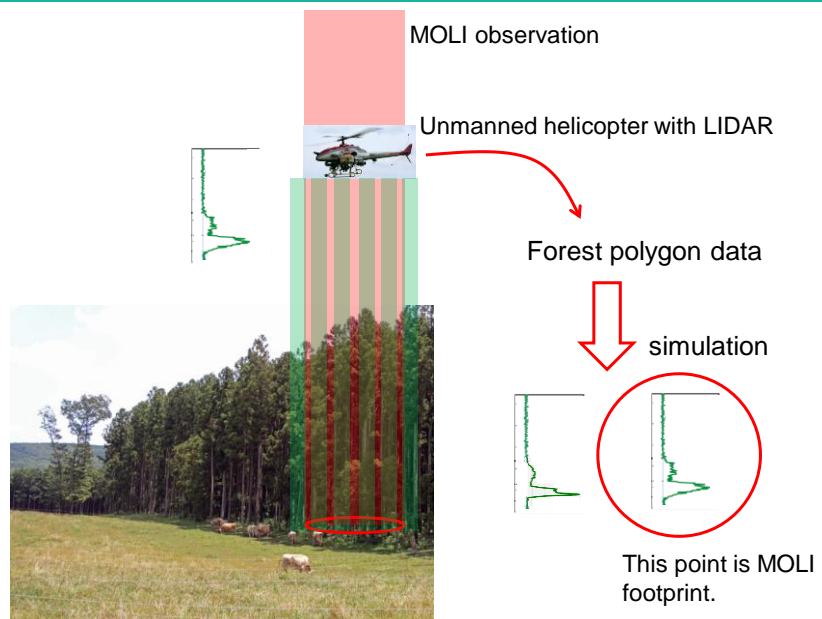 MOLI observation
Unmanned helicopter with LIDAR
Forest polygon data
simulation
This point is MOLI
footprint.